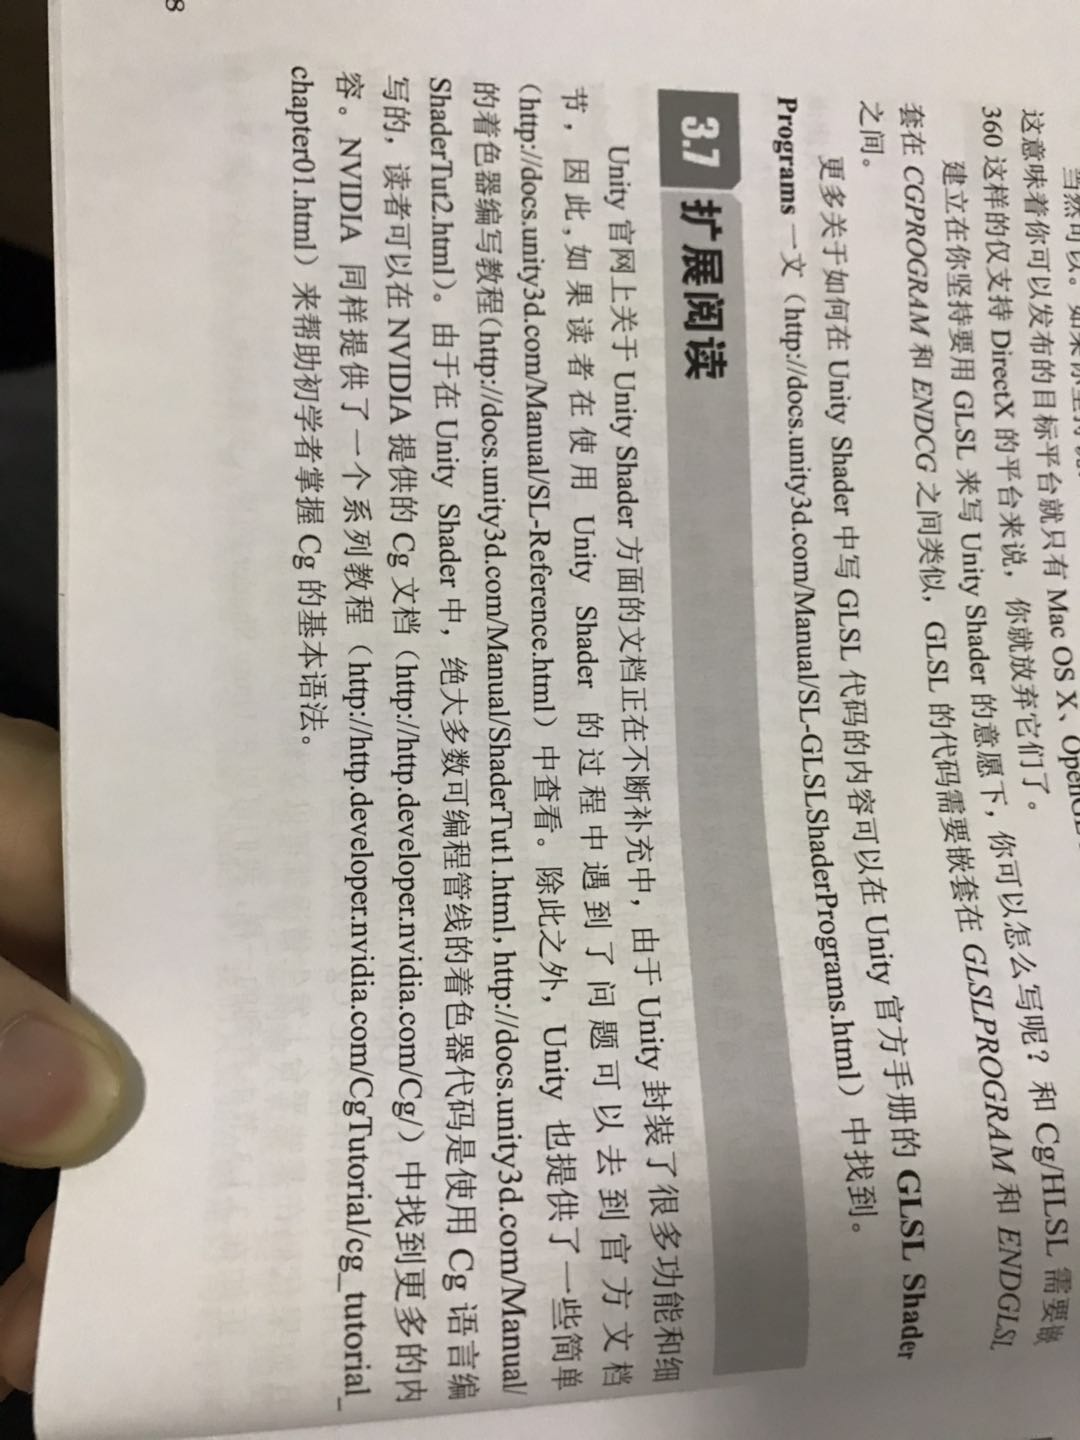 当然可以。如果你坚持
这意味着你可以发布的目标平台就只有 Mac OS X、OpenGL
360 这样的仅支持 DirectX 的平台来说，你就放弃它们了。
建立在你坚持要用 GLSL 来写 Unity Shader 的意愿下，你可以怎么写呢？和 Cg/HLSL 需要嵌
套在 CGPROGRAM 和 ENDCG 之间类似，GLSL 的代码需要嵌套在 GLSLPROGRAM 和 ENDGLSL
之间。
更多关于如何在 Unity Shader 中写 GLSL 代码的内容可以在 Unity 官方手册的 GLSL Shader
Programs 一文（http://docs.unity3d.com/Manual/SL-GLSLShaderPrograms.html）中找到。
3.7 扩展阅读
Unity 官网上关于 Unity Shader 方面的文档正在不断补充中，由于 Unity 封装了很多功能和细
节，因此，如果读者在使用 Unity Shader 的过程中遇到了问题可以去到官方文档
（http://docs.unity3d.com/Manual/SL-Reference.html）中查看。除此之外，Unity 也提供了一些简单
的着色器编写教程（http://docs.unity3d.com/Manual/ShaderTut1.html, http://docs.unity3d.com/Manual/
ShaderTut2.html）。由于在 Unity Shader 中，绝大多数可编程管线的着色器代码是使用 Cg 语言编
写的，读者可以在 NVIDIA 提供的 Cg 文档（http://http.developer.nvidia.com/Cg/）中找到更多的内
容。NVIDIA 同样提供了一个系列教程（http://http.developer.nvidia.com/CgTutorial/cg_tutorial_
chapter01.html）来帮助初学者掌握 Cg 的基本语法。
8